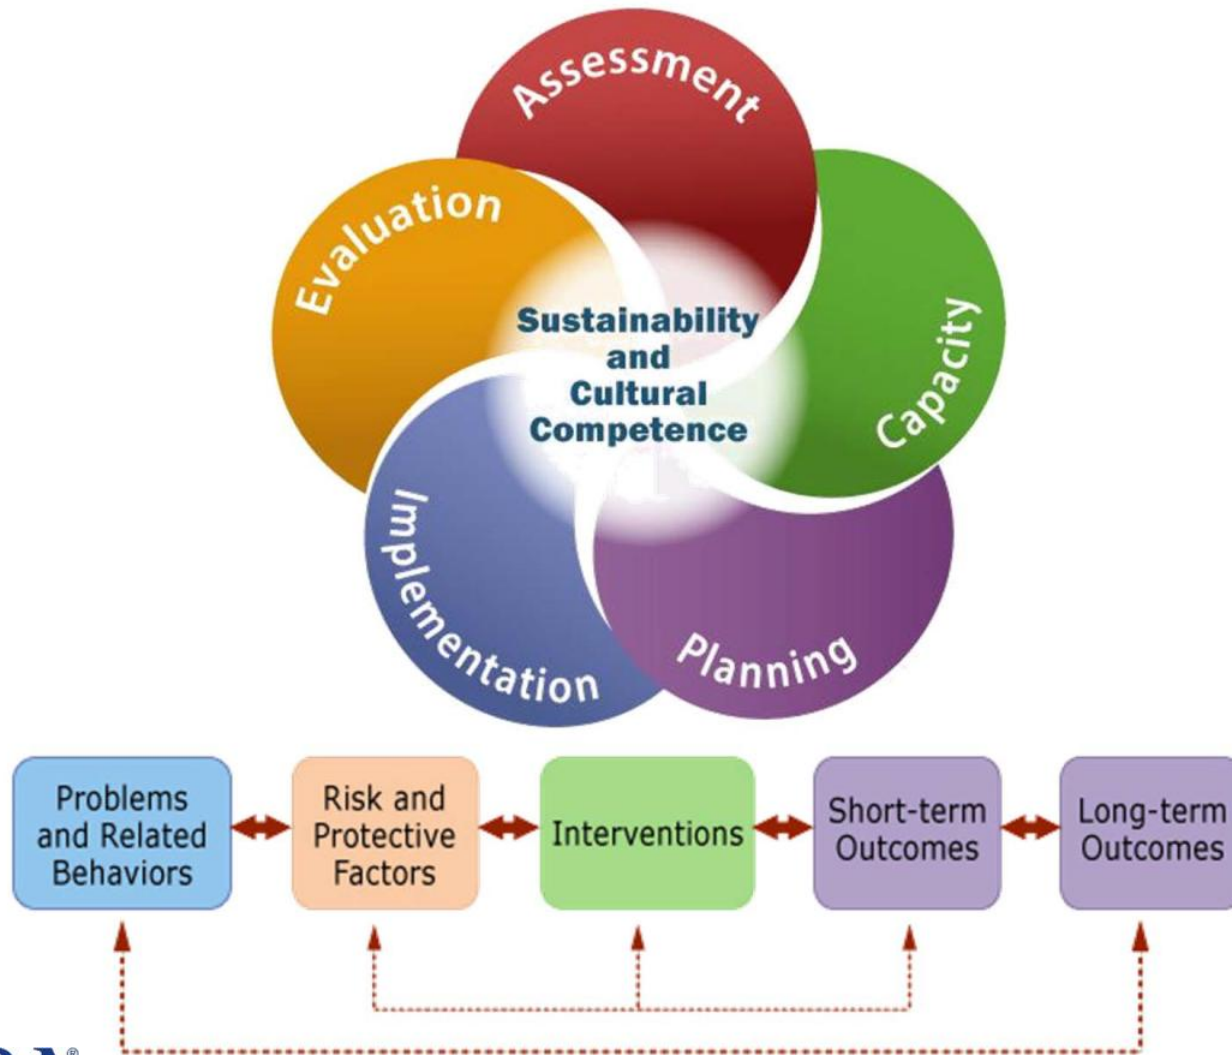 Assessment
Evaluation
Capacity
Sustainability
and
Cultural
Competence
Implementation
Planning
Problems
and Related
Behaviors
Risk and
Protective
Factors
Interventions
Short-term
Outcomes
Long-term
Outcomes